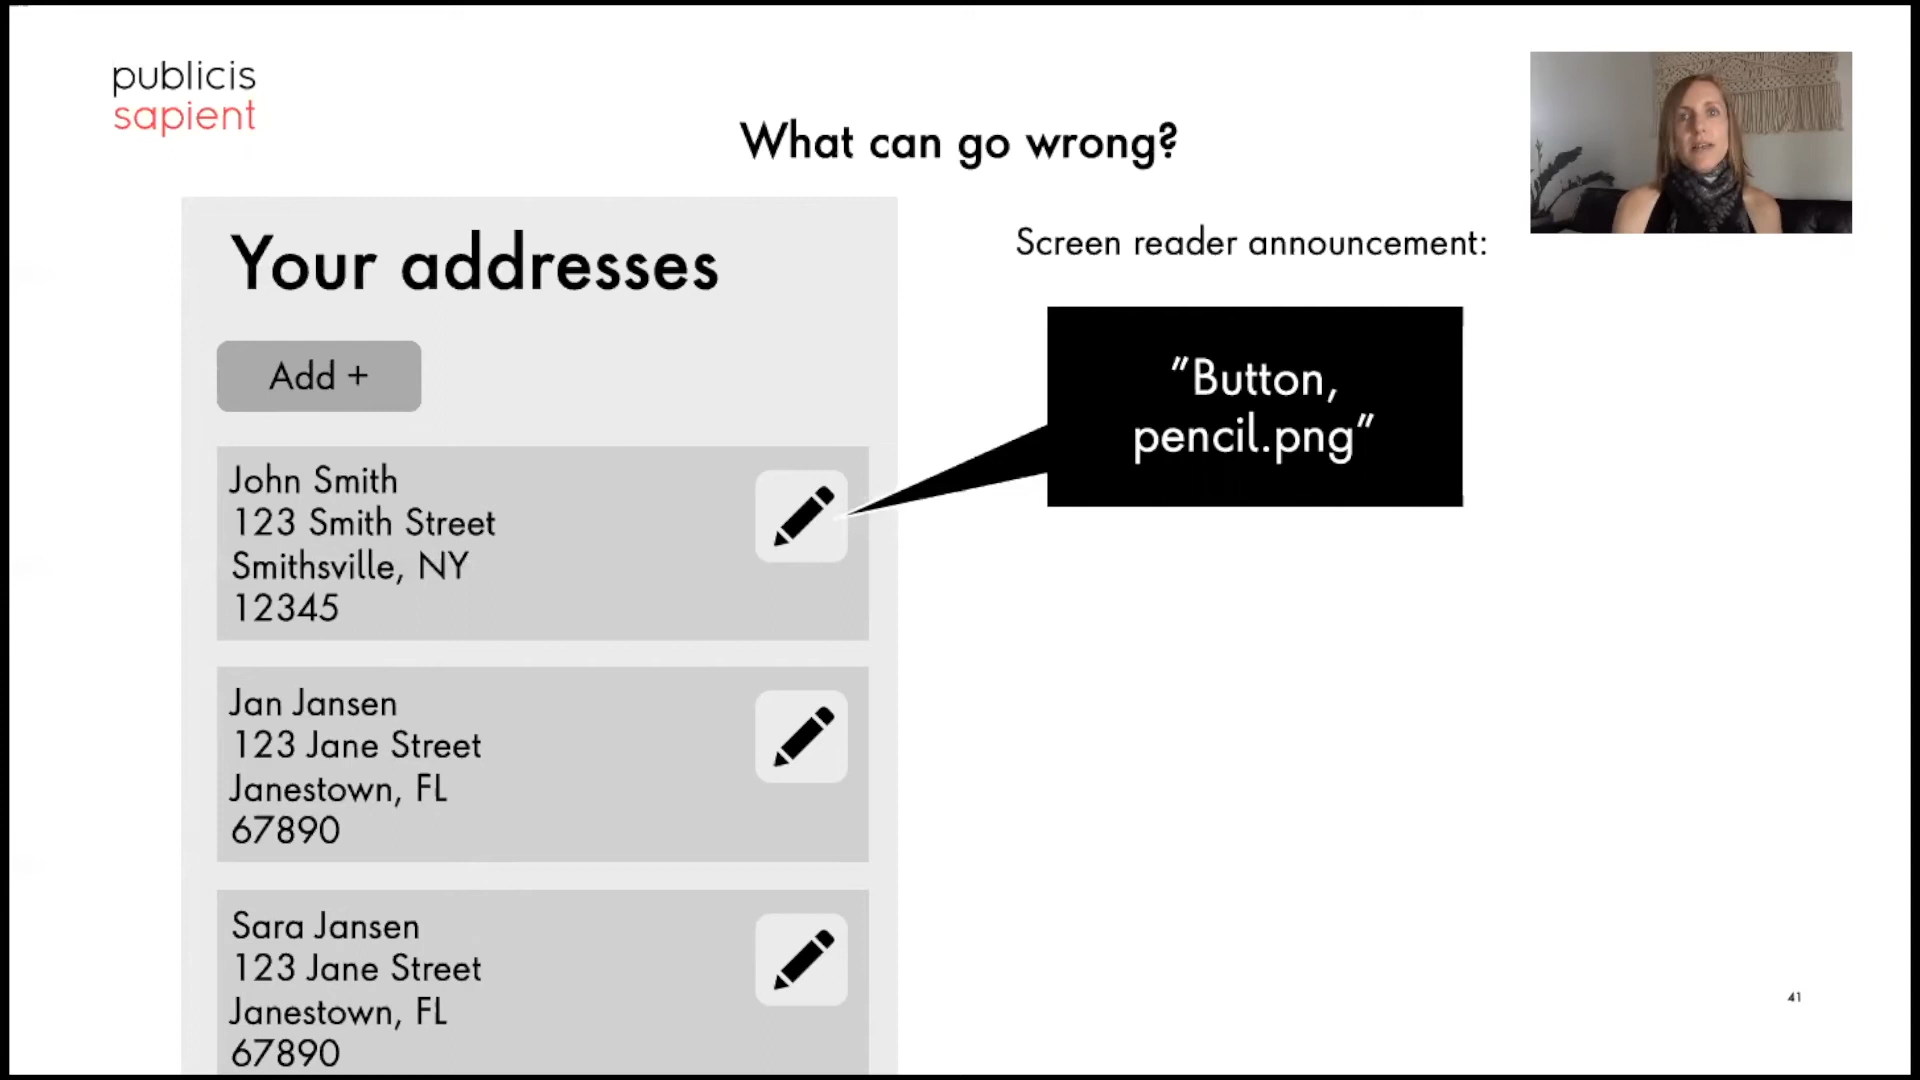 publicis
sapient
What can go wrong?
Your addresses
Add +
John Smith
123 Smith Street
Smithsville, NY
12345
Jan Jansen
123 Jane Street
Janestown, FL
67890
Sara Jansen
123 Jane Street
Janestown, FL
67890
Screen reader announcement:
"Button,
pencil.png"
41